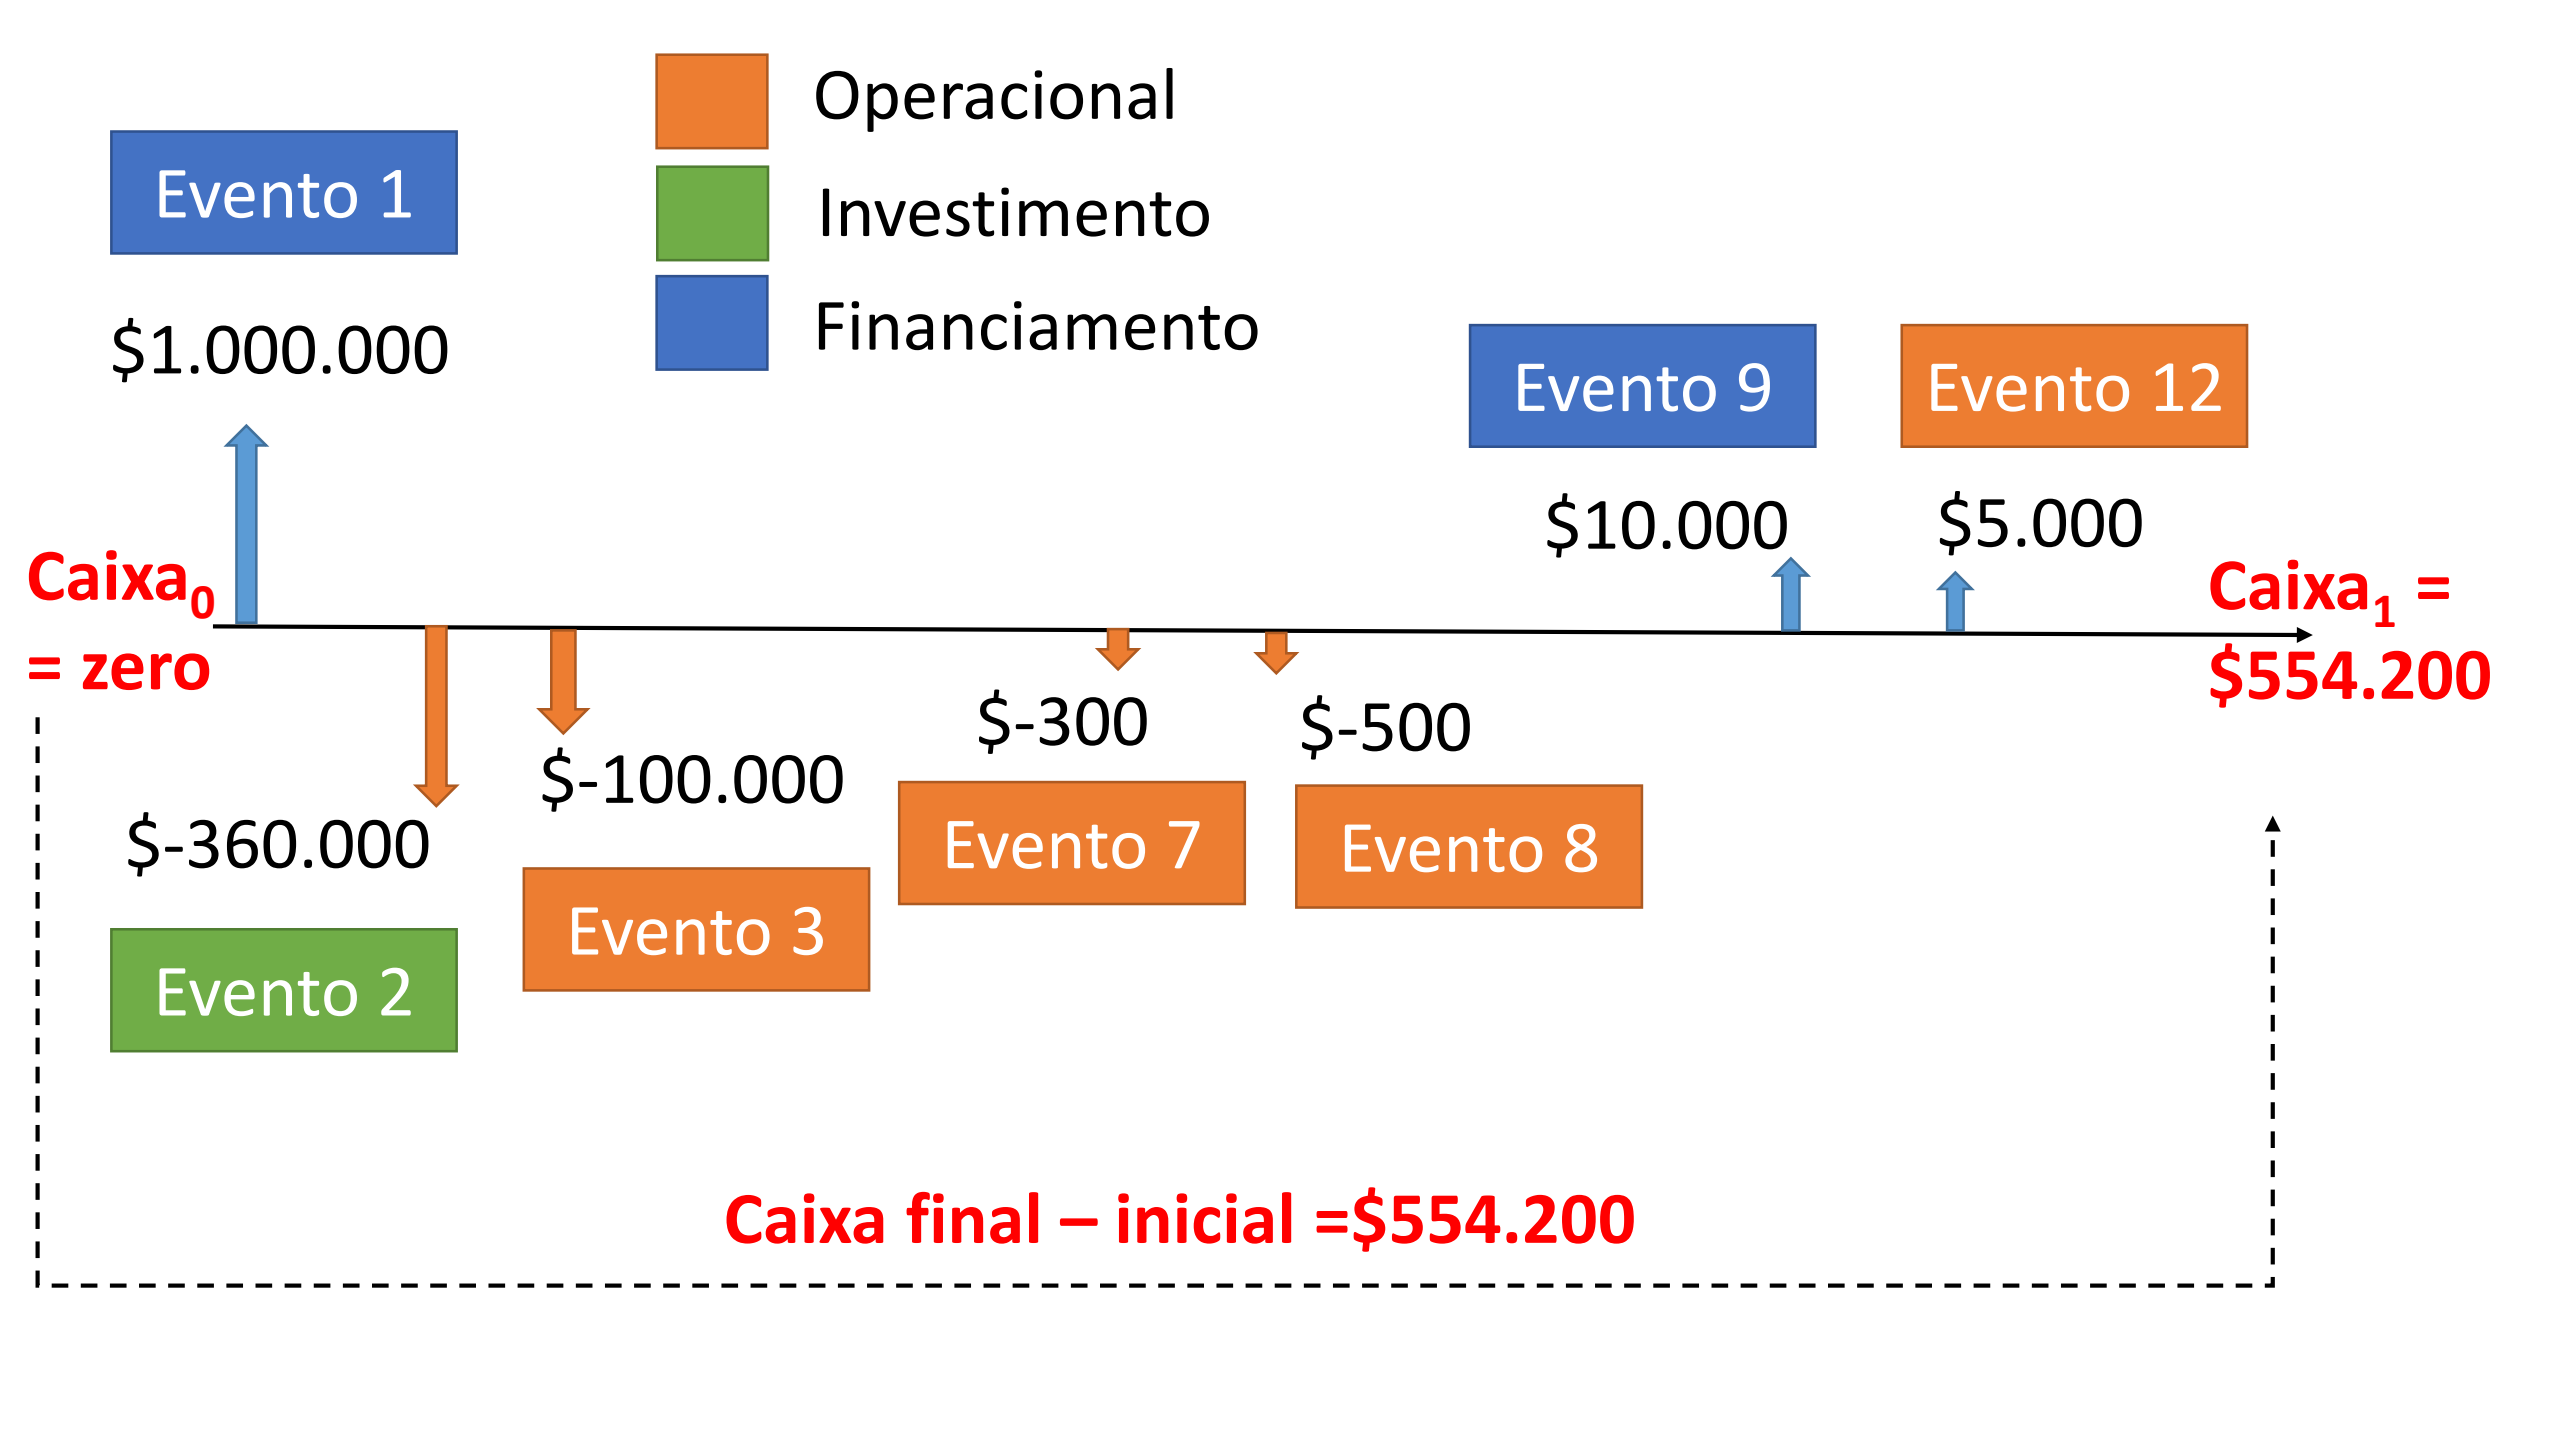 Operacional
Investimento
Financiamento
Evento 1
$1.000.000
Evento 9
Evento 12
$10.000
$5.000
Caixa0
= zero
Caixa1 =
$554.200
$-360.000
Evento 2
$-100.000
Evento 3
$-300
Evento 7
$-500
Evento 8
Caixa final – inicial =$554.200